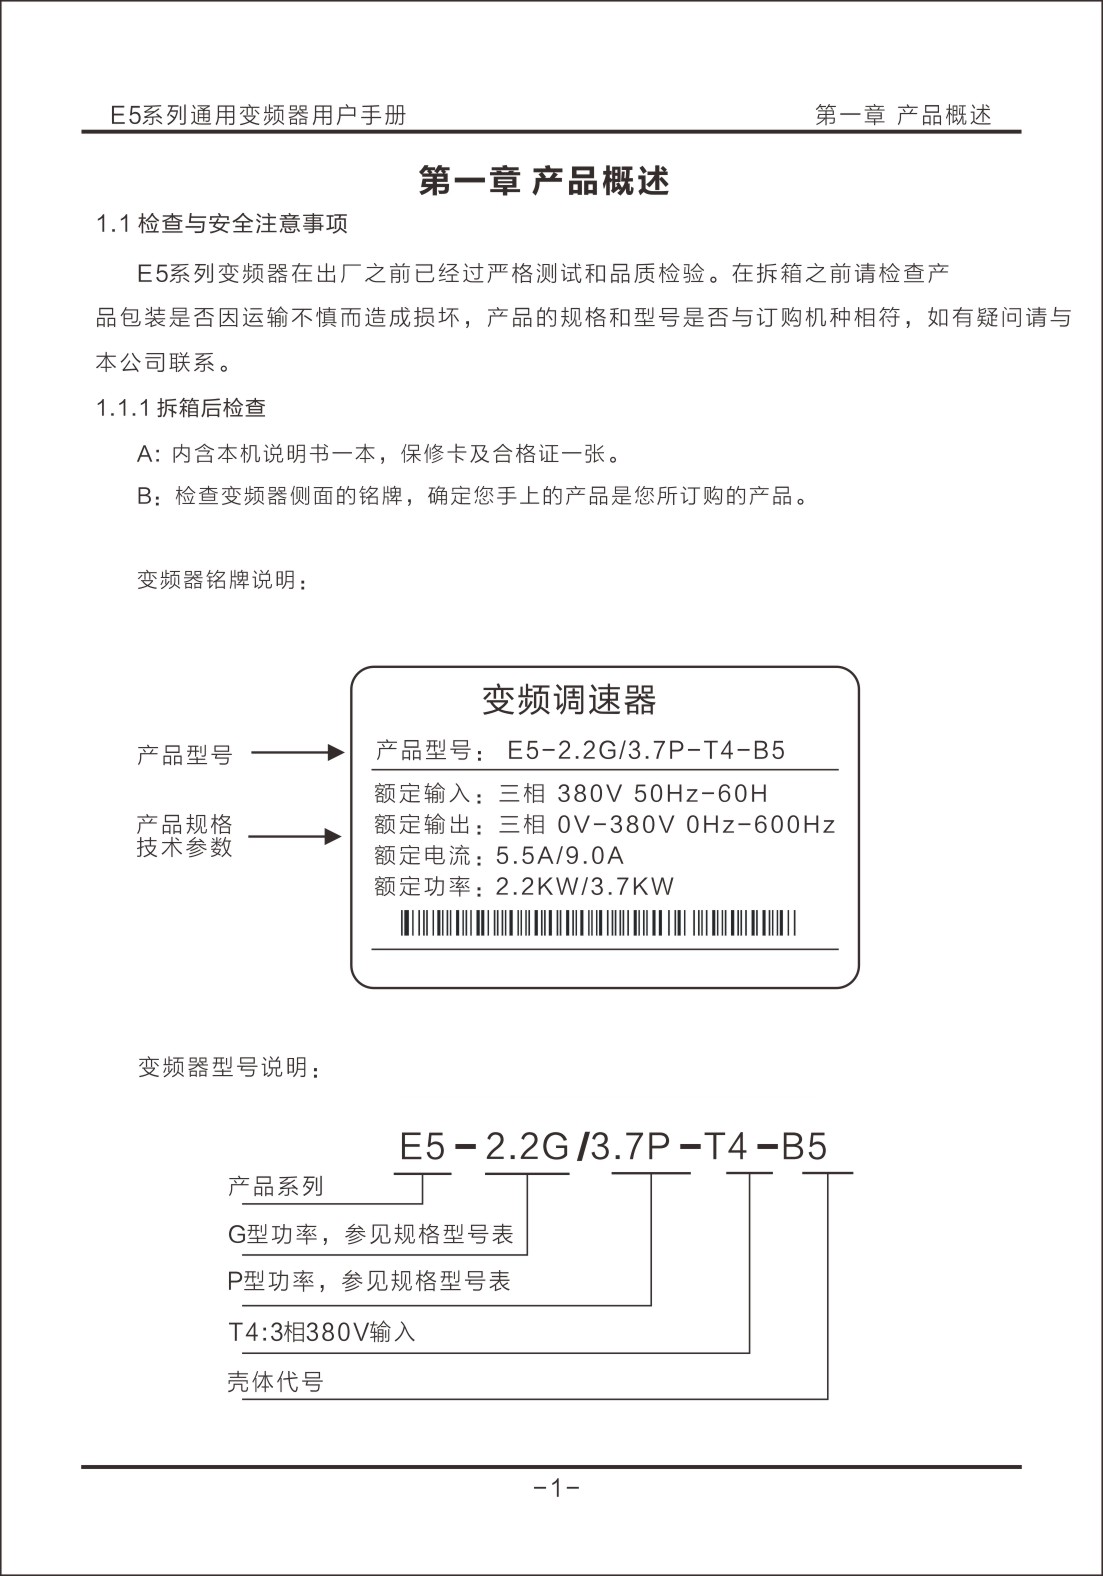 E5系列通用变频器用户手册 第一章 产品概述
第一章 产品概述
1.1 检查与安全注意事项
E5系列变频器在出厂之前已经过严格测试和品质检验。在拆箱之前请检查产
品包装是否因运输不慎而造成损坏，产品的规格和型号是否与订购机种相符，如有疑问请与
本公司联系。
1.1.1 拆箱后检查
A: 内含本机说明书一本，保修卡及合格证一张。
B: 检查变频器侧面的铭牌，确定您手上的产品是您所订购的产品。
变频器铭牌说明：
变频调速器
产品型号
产品型号： E5-2.2G/3.7P-T4-B5
额定输入：三相 380V 50Hz-60H
产品规格
技术参数
额定输出：三相 0V-380V 0Hz-600Hz
额定电流：5.5A/9.0A
额定功率：2.2KW/3.7KW
变频器型号说明：
E5-2.2G/3.7P-T4-B5
产品系列
G型功率，参见规格型号表
P型功率，参见规格型号表
T4:3相380V输入
壳体代号
-1-